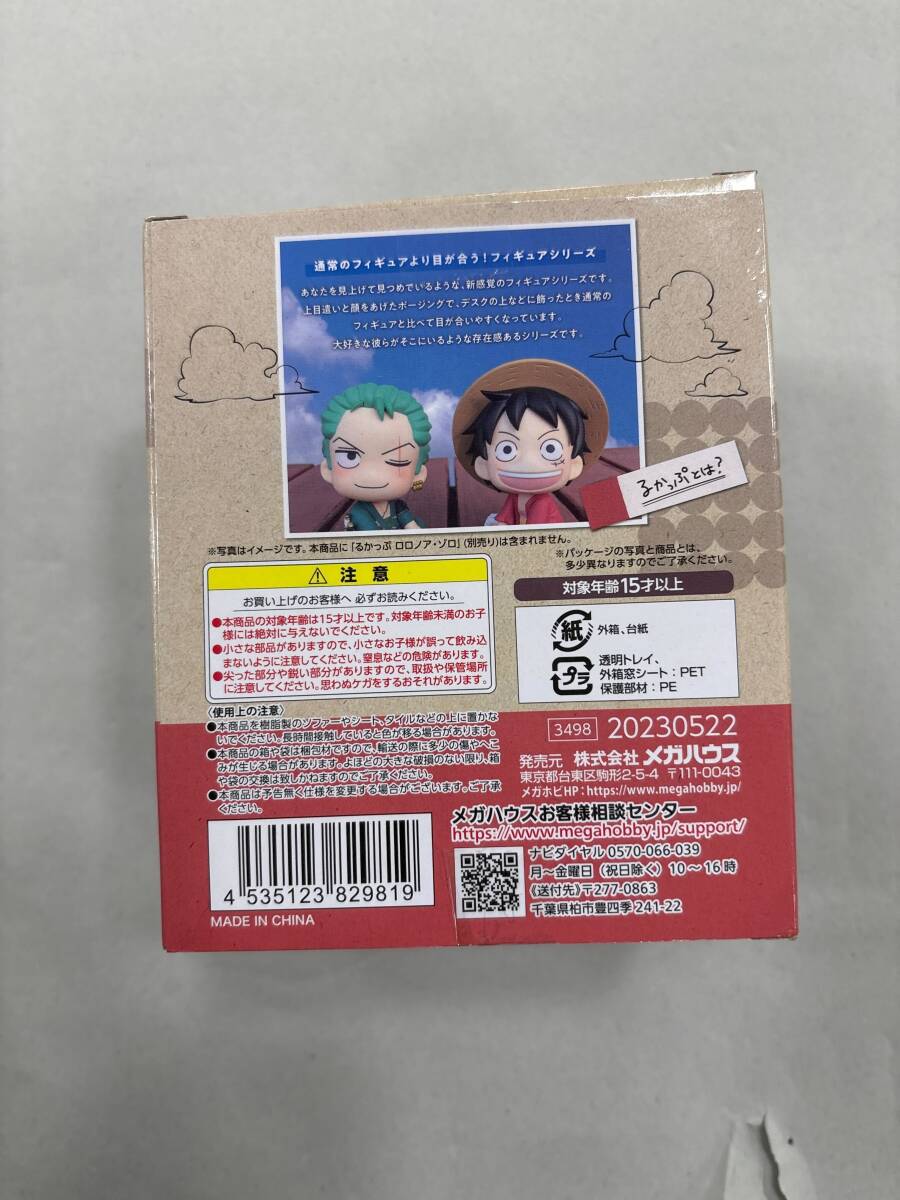 通常のフィギュアより目が合う！フィギュアシリーズ
あなたを見上げて見つめているような、新感覚のフィギュアシリーズです。
上目遣いと顔をあげたポージングで、デスクの上などに飾ったとき通常の
フィギュアと比べて目が合いやすくなっています。
大好きな彼らがそこにいるような存在感あるシリーズです。
るかっぷとは？
※写真はイメージです。本商品に「るかっぷ ロロノア・ゾロ」(別売り)は含まれません。
※パッケージの写真と商品とは、
多少異なりますのでご了承ください。
⚠ 注意
お買い上げのお客様へ 必ずお読みください。
●本商品の対象年齢は15才以上です。対象年齢未満のお子
様には絶対に与えないでください。
●小さな部品がありますので、小さなお子様が誤って飲み込
まないように注意してください。窒息などの危険があります。
●尖った部分や鋭い部分がありますので、取扱や保管場所
に注意してください。思わぬケガをするおそれがあります。
対象年齢15才以上
紙 外箱、台紙
プラ 透明トレイ、
外箱窓シート：PET
保護部材：PE
〈使用上の注意〉
●本商品を樹脂製のソファーやシート、タイルなどの上に置かな
いでください。長時間接触していると色が移る場合があります。
●本商品の箱や袋は梱包材ですので、輸送の際に多少の傷やへこ
みが生じる場合があります。よほどの大きな破損のない限り、箱
や袋の交換は致しかねますのでご了承ください。
●本商品は予告無く仕様を変更する場合がございます。ご了承
ください。
3498 20230522
発売元 株式会社メガハウス
東京都台東区駒形2-5-4 〒111-0043
メガホビHP：https://www.megahobby.jp/
メガハウスお客様相談センター
https://www.megahobby.jp/support/
ナビダイヤル 0570-066-039
月～金曜日（祝日除く）10～16時
《送付先》〒277-0863
千葉県柏市豊四季241-22
4 535123 829819
MADE IN CHINA